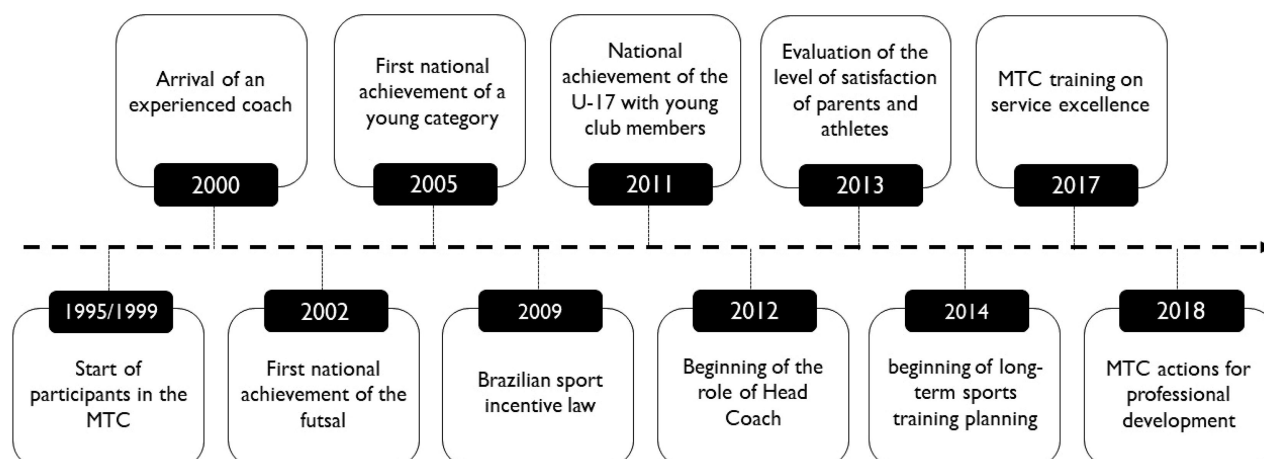 Arrival of an
experienced coach
2000
First national
achievement of a
young category
2005
National
achievement of the
U-17 with young
club members
2011
Evaluation of the
level of satisfaction
of parents and
athletes
2013
MTC training on
service excellence
2017
1995/1999
Start of
participants in the
MTC
2002
First national
achievement of the
futsal
2009
Brazilian sport
incentive law
2012
Beginning of the
role of Head
Coach
2014
beginning of long-
term sports
training planning
2018
MTC actions for
professional
development